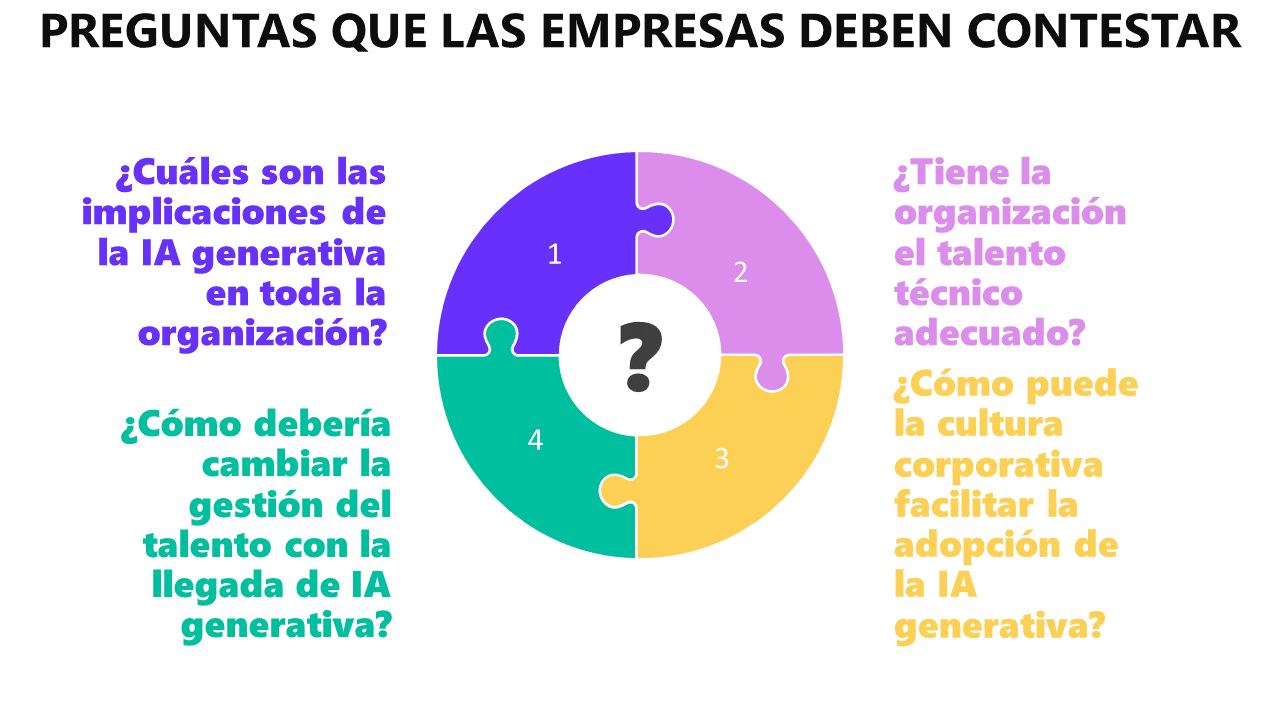 PREGUNTAS QUE LAS EMPRESAS DEBEN CONTESTAR
¿Cuáles son las
implicaciones de
la IA generativa
en toda la
organización?
1
2
¿Tiene la
organización
el talento
técnico
adecuado?
?
¿Cómo debería
cambiar la
gestión del
talento con la
llegada de IA
generativa?
4
3
¿Cómo puede
la cultura
corporativa
facilitar la
adopción de
la IA
generativa?